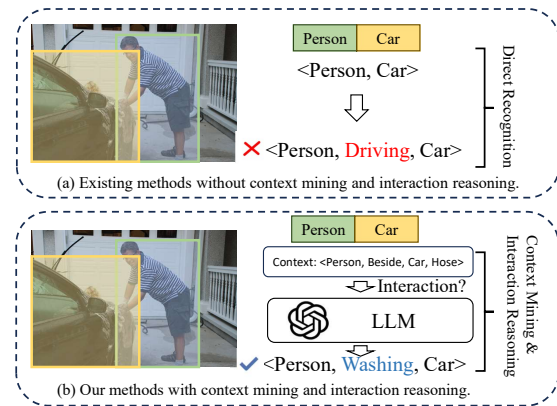 Person Car
<Person, Car>
<Person, Driving, Car>
Direct Recognition
(a) Existing methods without context mining and interaction reasoning.
Person Car
Context: <Person, Beside, Car, Hose>
Interaction?
LLM
<Person, Washing, Car>
Context Mining &
Interaction Reasoning
(b) Our methods with context mining and interaction reasoning.